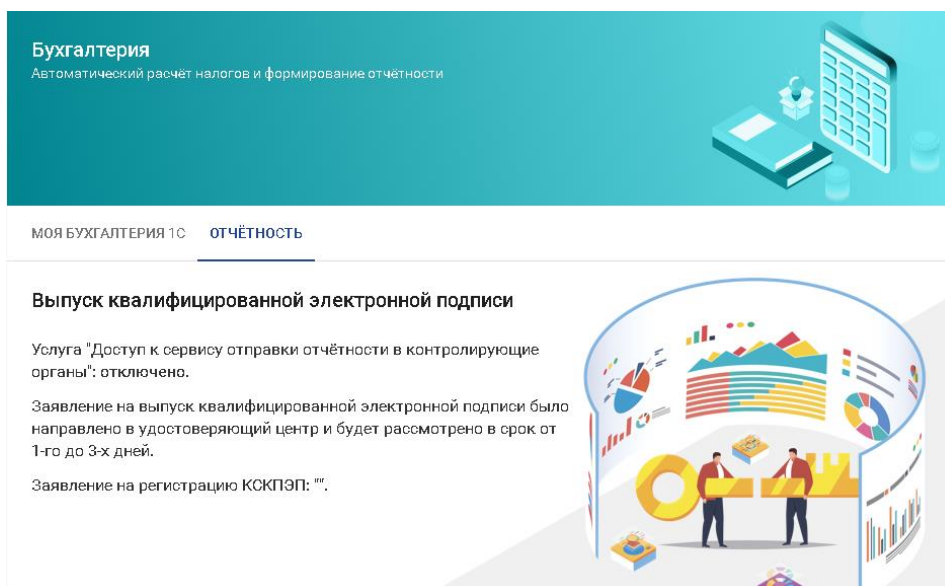 Бухгалтерия
Автоматический расчёт налогов и формирование отчётности
МОЯ БУХГАЛТЕРИЯ 1С ОТЧЁТНОСТЬ
Выпуск квалифицированной электронной подписи
Услуга "Доступ к сервису отправки отчётности в контролирующие
органы": отключено.
Заявление на выпуск квалифицированной электронной подписи было
направлено в удостоверяющий центр и будет рассмотрено в срок от
1-го до 3-х дней.
Заявление на регистрацию КСКПЭП: "".